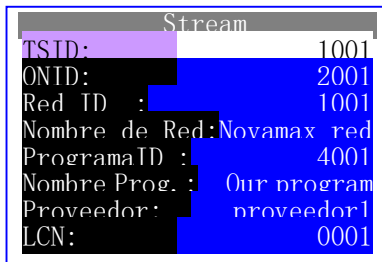 Stream
TSID: 1001
ONID: 2001
Red ID : 1001
Nombre de Red:Novamax red
ProgramaID : 4001
Nombre Prog.: Our program
Proveedor: proveedor1
LCN: 0001